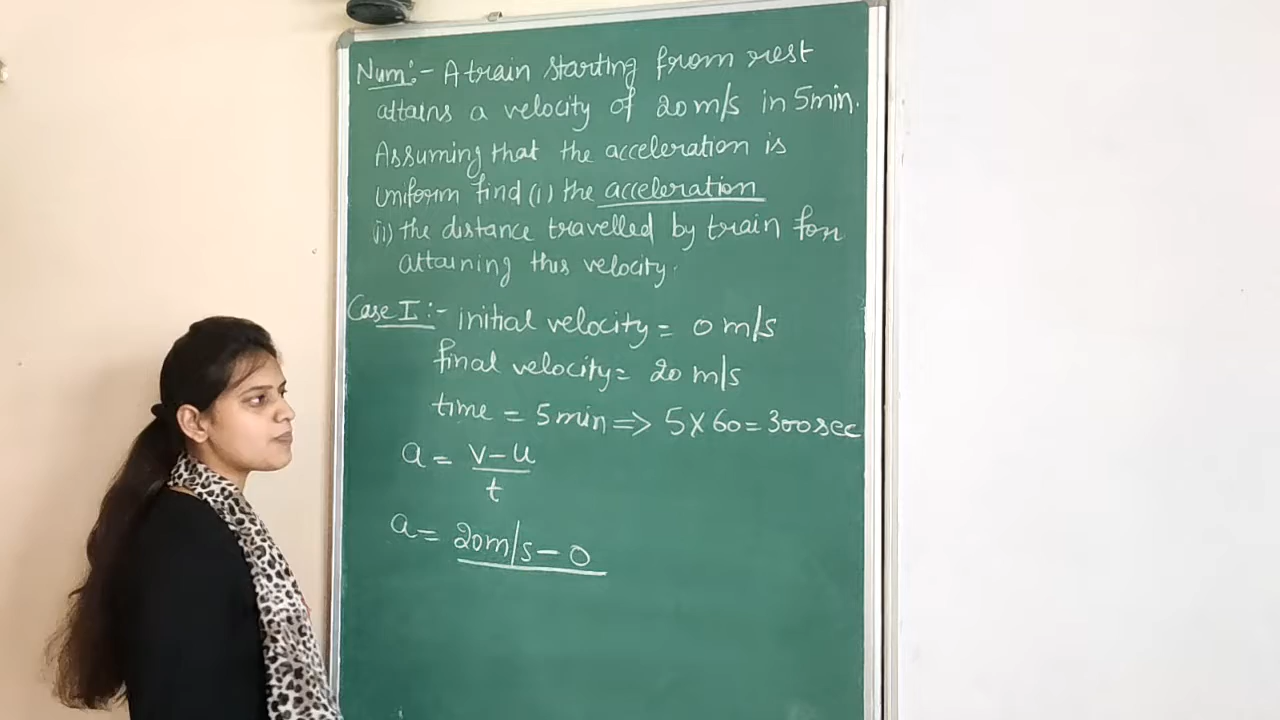 Num:- A train starting from rest
attains a velocity of 20 m/s in 5min.
Assuming that the acceleration is
uniform find (i) the acceleration
ii) the distance travelled by train for
attaining this velocity.
Case I :- initial velocity = 0 m/s
final velocity = 20 m/s
time = 5 min => 5 X 60 = 300 sec
a = v - u
t
a = 20m/s - 0